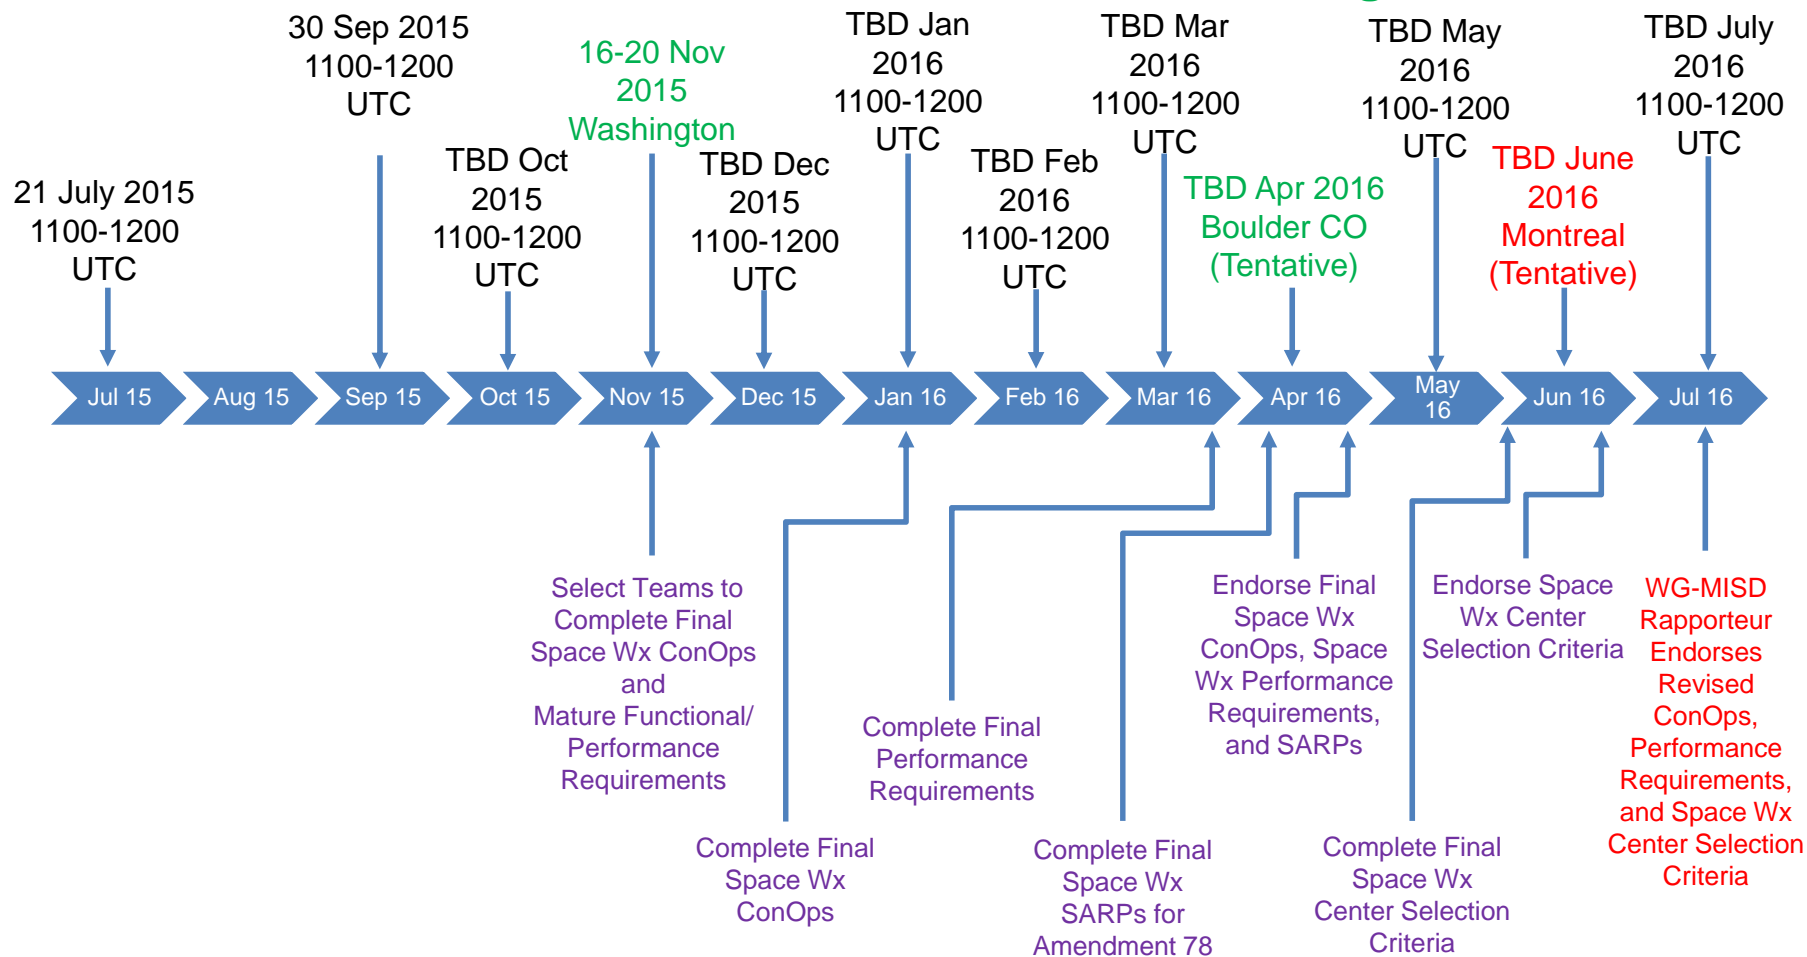 21 July 2015
1100-1200
UTC
30 Sep 2015
1100-1200
UTC
TBD Oct
2015
1100-1200
UTC
16-20 Nov
2015
Washington
TBD Dec
2015
1100-1200
UTC
TBD Jan
2016
1100-1200
UTC
TBD Feb
2016
1100-1200
UTC
TBD Mar
2016
1100-1200
UTC
TBD Apr 2016
Boulder CO
(Tentative)
TBD May
2016
1100-1200
UTC
TBD June
2016
Montreal
(Tentative)
TBD July
2016
1100-1200
UTC
Jul 15
Aug 15
Sep 15
Oct 15
Nov 15
Dec 15
Jan 16
Feb 16
Mar 16
Apr 16
May
16
Jun 16
Jul 16
Select Teams to
Complete Final
Space Wx ConOps
and
Mature Functional/
Performance
Requirements
Complete Final
Space Wx
ConOps
Complete Final
Performance
Requirements
Complete Final
Space Wx
SARPs for
Amendment 78
Endorse Final
Space Wx
ConOps, Space
Wx Performance
Requirements,
and SARPs
Complete Final
Space Wx
Center Selection
Criteria
Endorse Space
Wx Center
Selection Criteria
WG-MISD
Rapporteur
Endorses
Revised
ConOps,
Performance
Requirements,
and Space Wx
Center Selection
Criteria